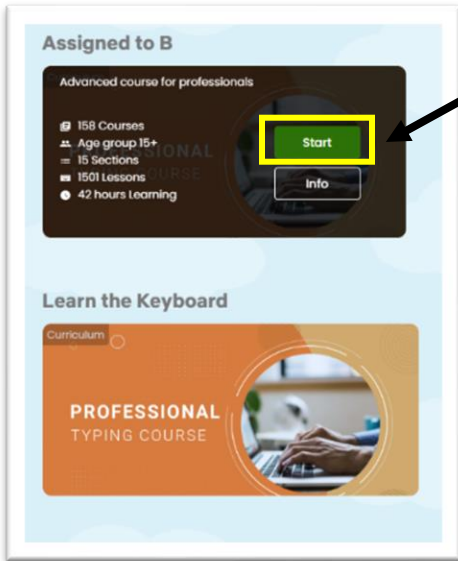 Assigned to B
Advanced course for professionals
158 Courses
Age group 15+
15 Sections
1501 Lessons
42 hours Learning
Start
Info
Learn the Keyboard
Curriculum
PROFESSIONAL
TYPING COURSE